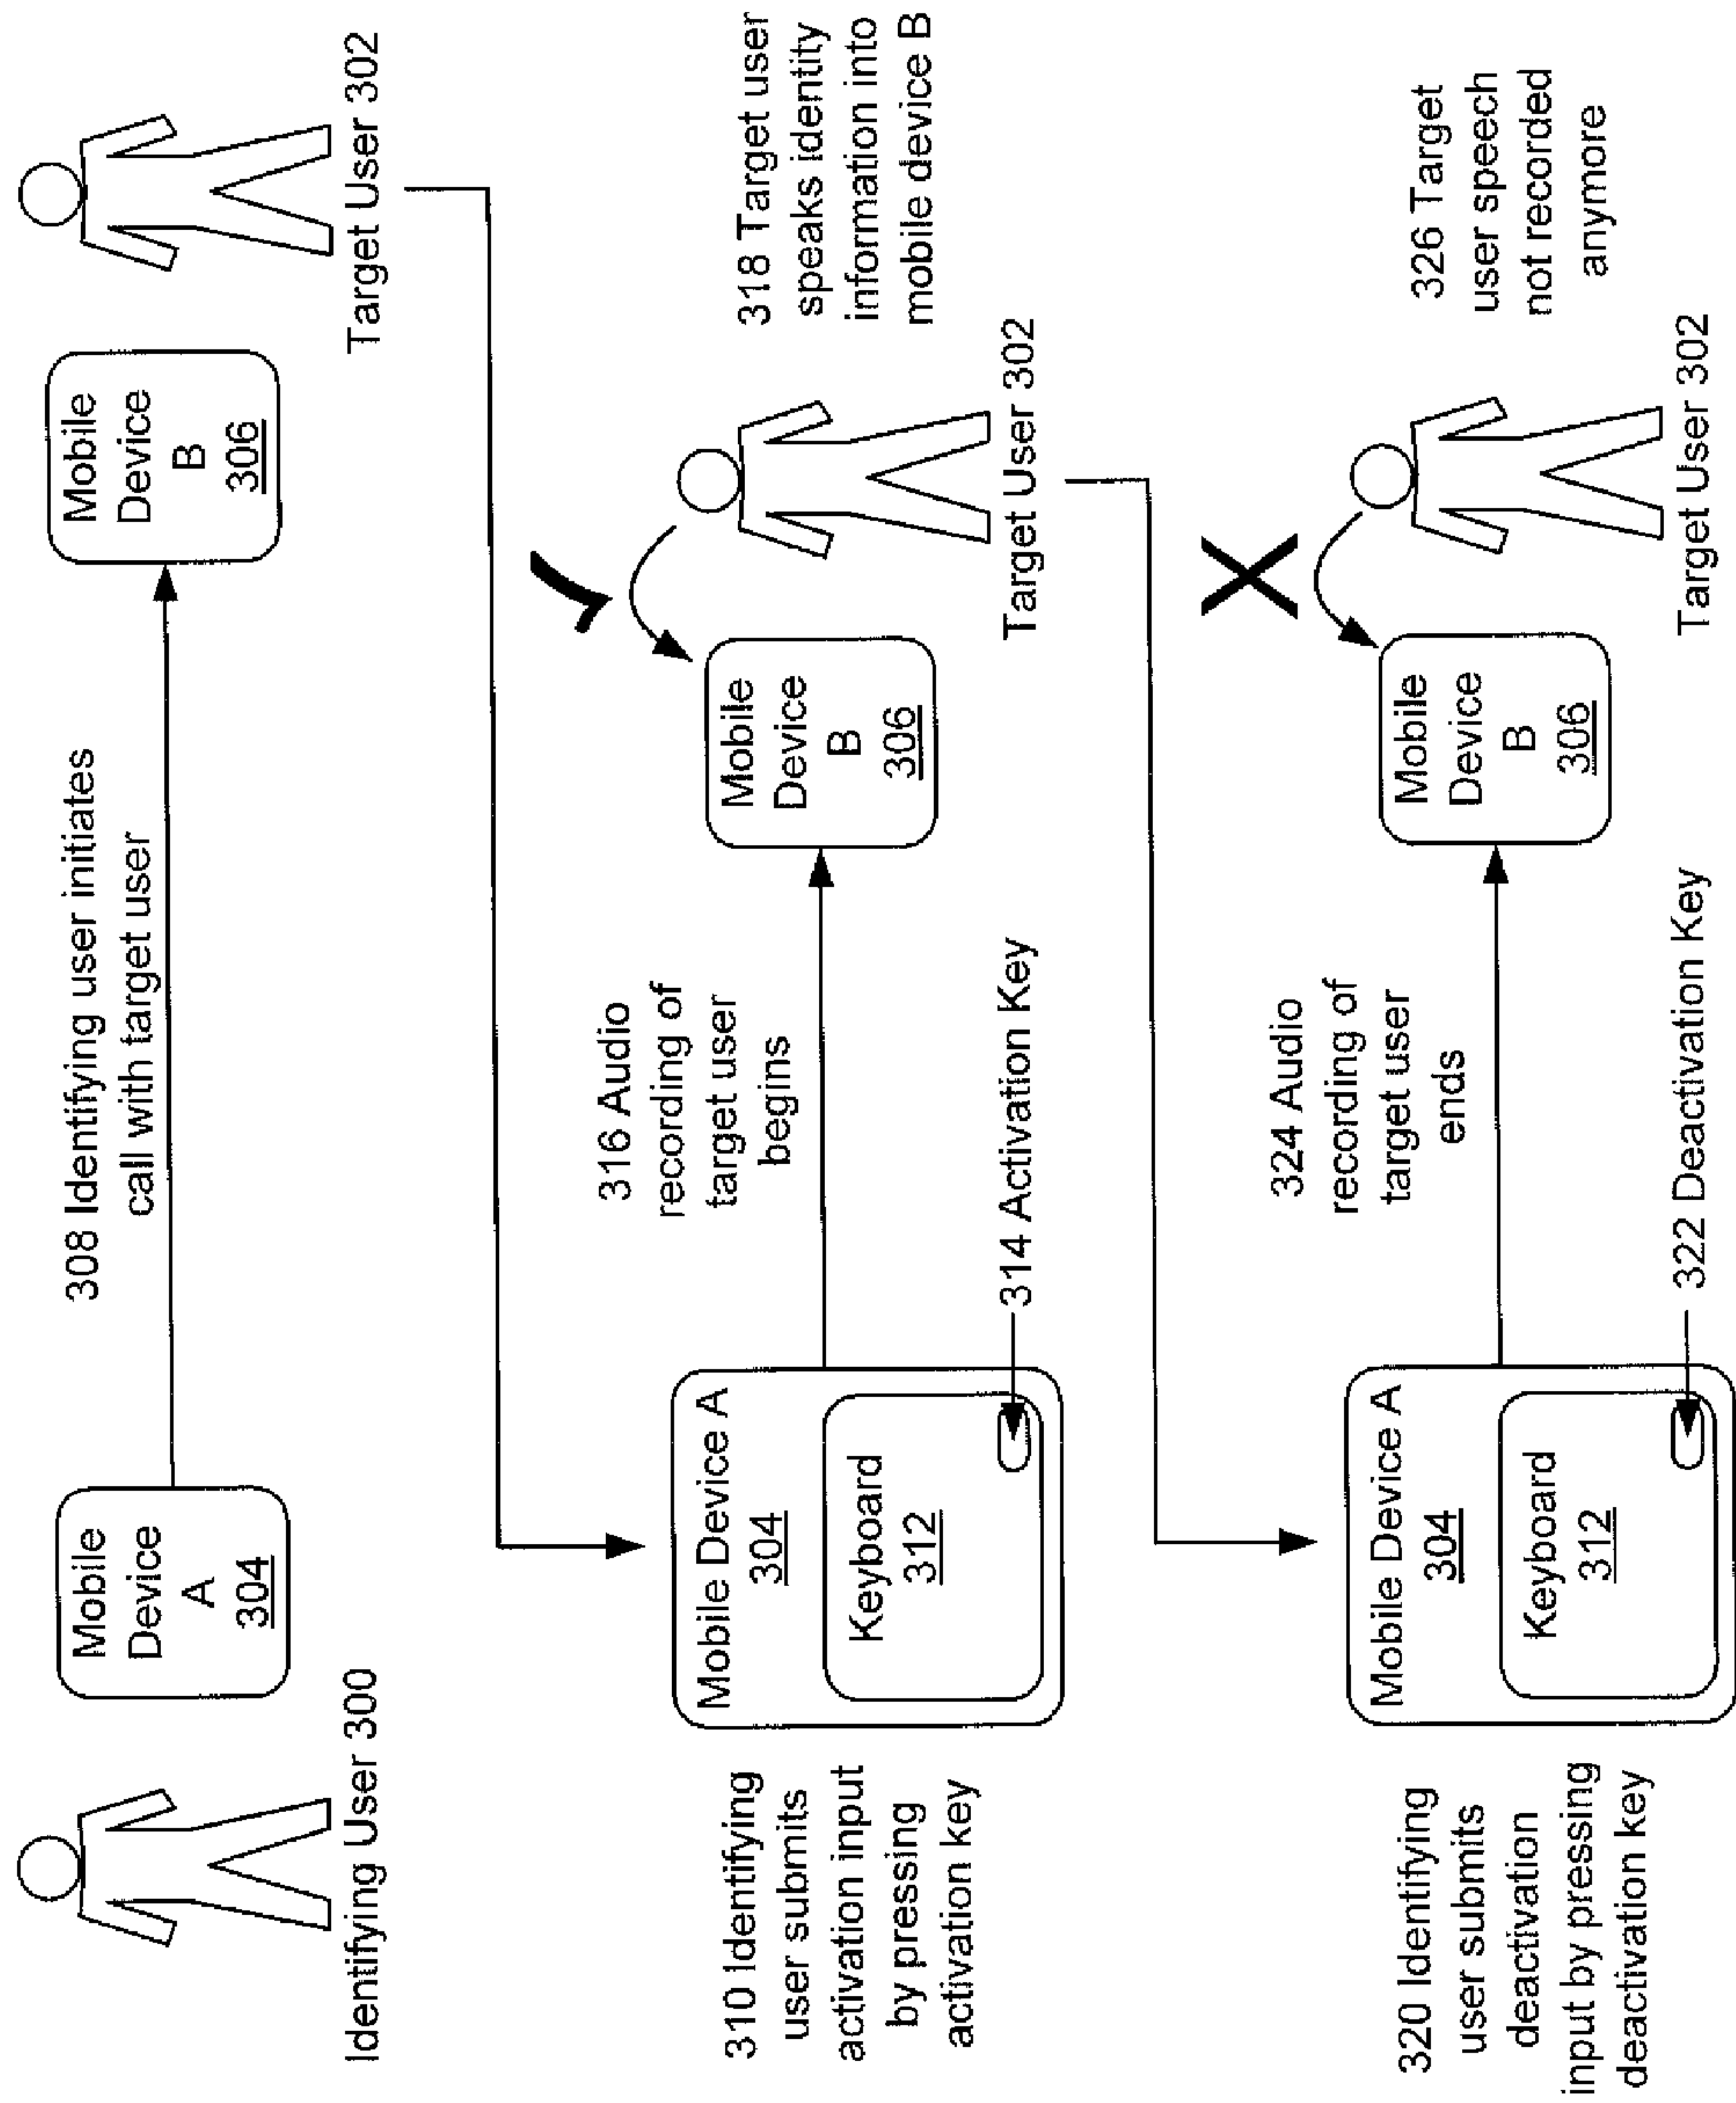 308 Identifying user initiates
call with target user
Mobile
Device
A
304
Mobile
Device
B
306
Identifying User 300
Target User 302
310 Identifying
user submits
activation input
by pressing
activation key
Mobile Device A
304
Keyboard
312
314 Activation Key
316 Audio
recording of
target user
begins
Mobile
Device
B
306
318 Target user
speaks identity
information into
mobile device B
Target User 302
320 Identifying
user submits
deactivation
input by pressing
deactivation key
Mobile Device A
304
Keyboard
312
322 Deactivation Key
324 Audio
recording of
target user
ends
Mobile
Device
B
306
326 Target
user speech
not recorded
anymore
Target User 302